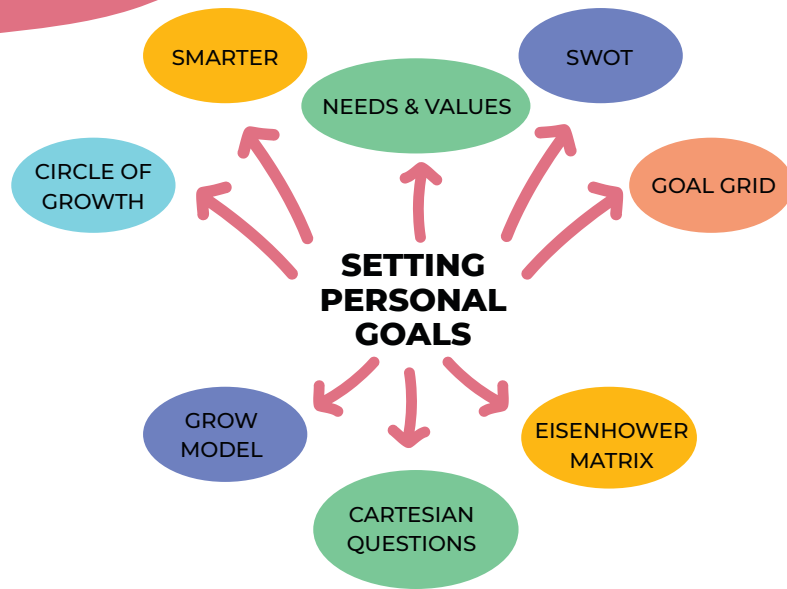 SMARTER
SWOT
NEEDS & VALUES
CIRCLE OF
GROWTH
GOAL GRID
SETTING
PERSONAL
GOALS
GROW
MODEL
EISENHOWER
MATRIX
CARTESIAN
QUESTIONS